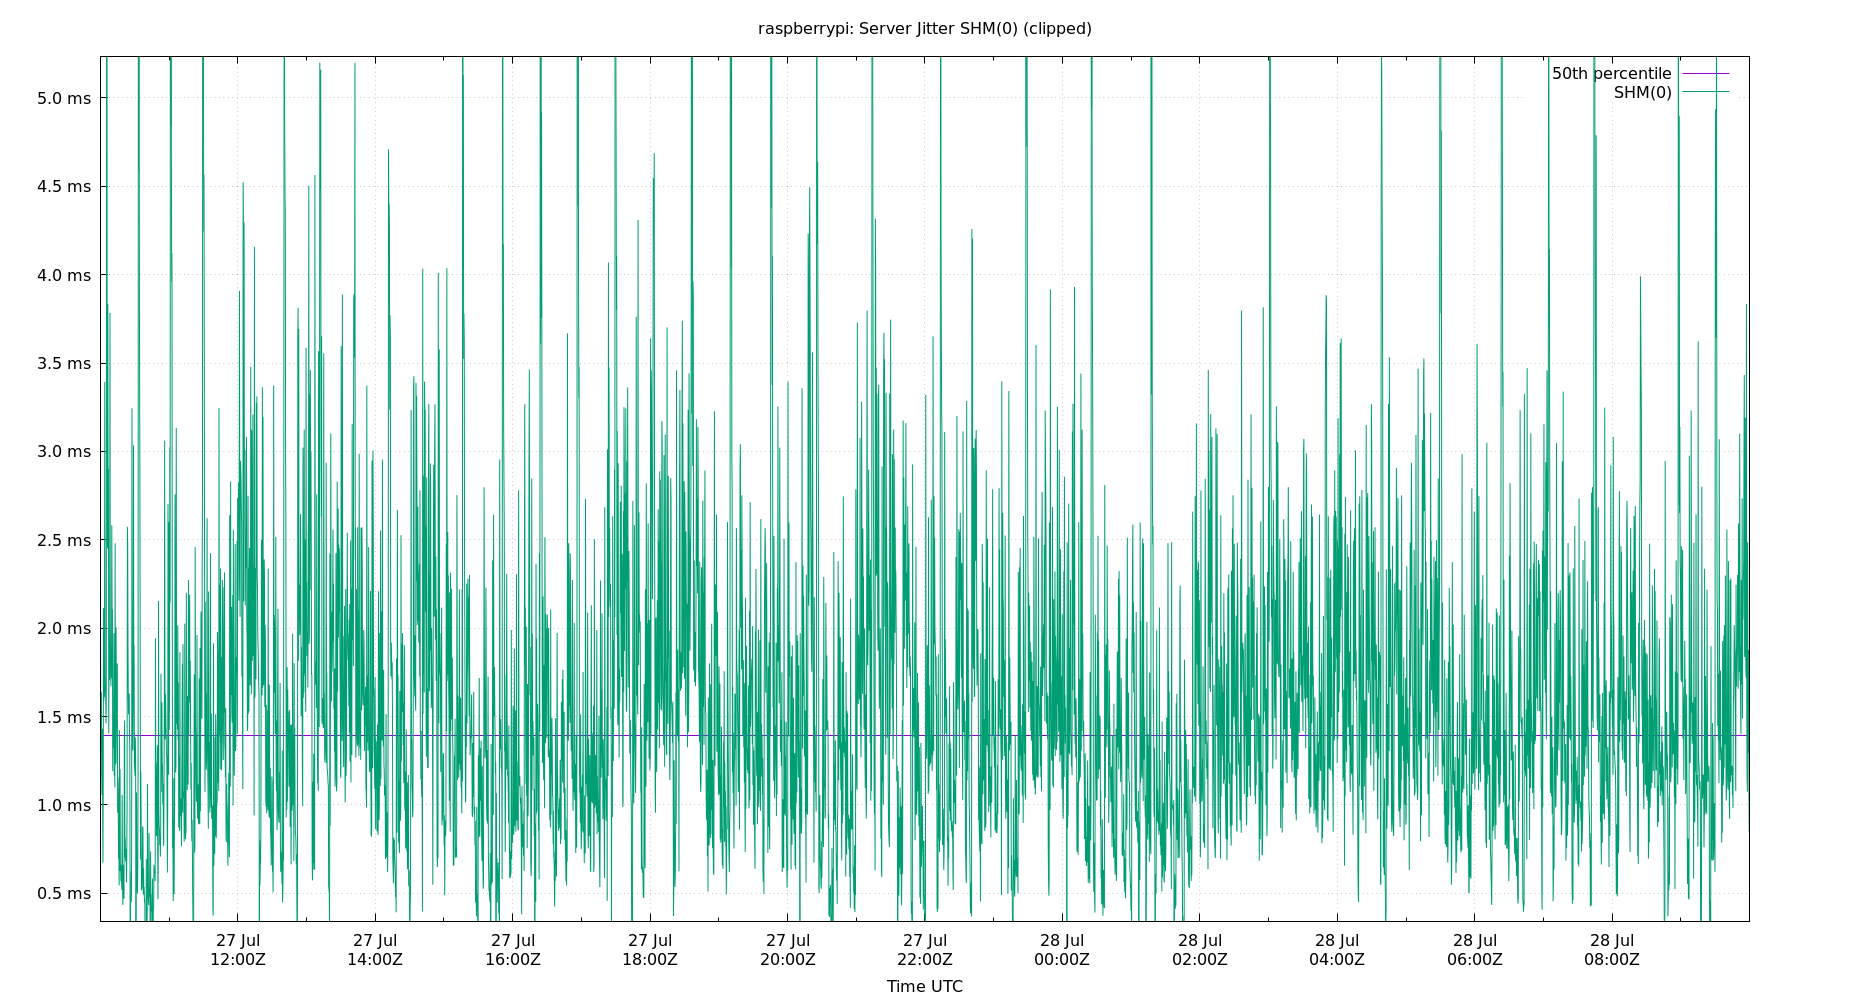 raspberrypi: Server Jitter SHM(0) (clipped)
50th percentile
SHM(0)
5.0 ms
4.5 ms
4.0 ms
3.5 ms
3.0 ms
2.5 ms
2.0 ms
1.5 ms
1.0 ms
0.5 ms
27 Jul 27 Jul 27 Jul 27 Jul 27 Jul 27 Jul 28 Jul 28 Jul 28 Jul 28 Jul 28 Jul
12:00Z 14:00Z 16:00Z 18:00Z 20:00Z 22:00Z 00:00Z 02:00Z 04:00Z 06:00Z 08:00Z
Time UTC